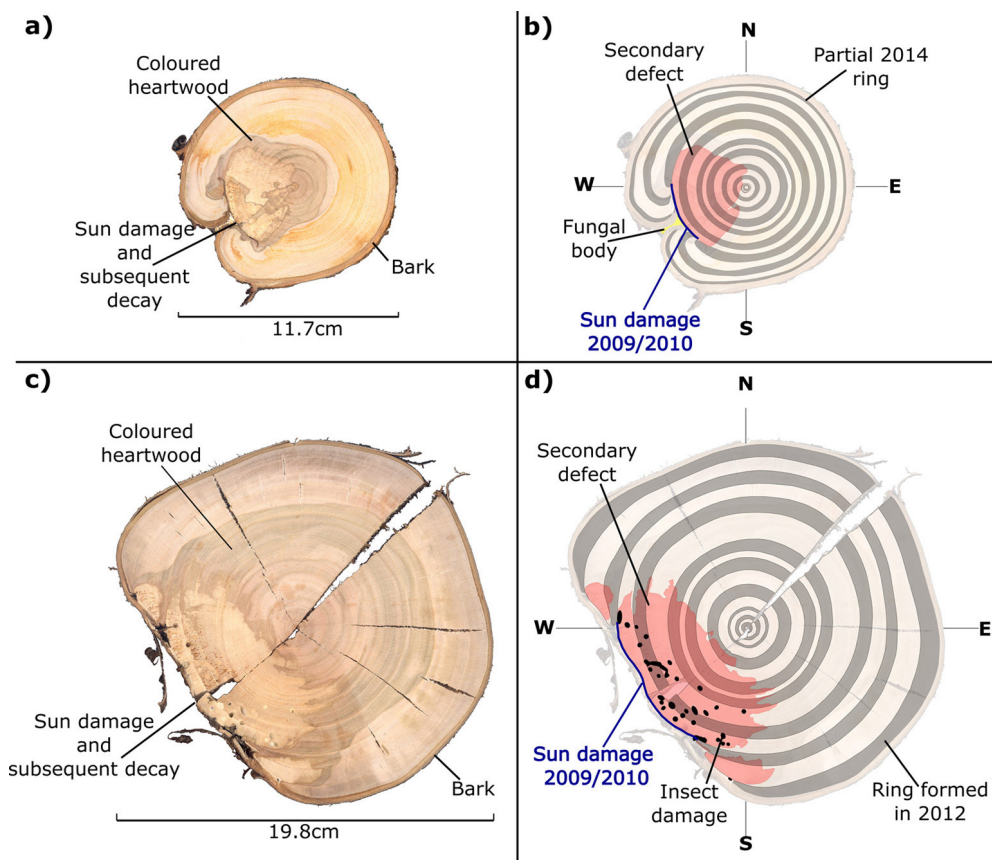 a)
Coloured
heartwood
Sun damage
and
subsequent
decay
Bark
11.7cm
b)
N
Secondary
defect
Partial 2014
ring
W
E
Fungal
body
Sun damage
2009/2010
S
c)
Coloured
heartwood
Sun damage
and
subsequent decay
Bark
19.8cm
d)
N
Secondary
defect
W
E
Sun damage
2009/2010
Insect
damage
Ring formed
in 2012
S